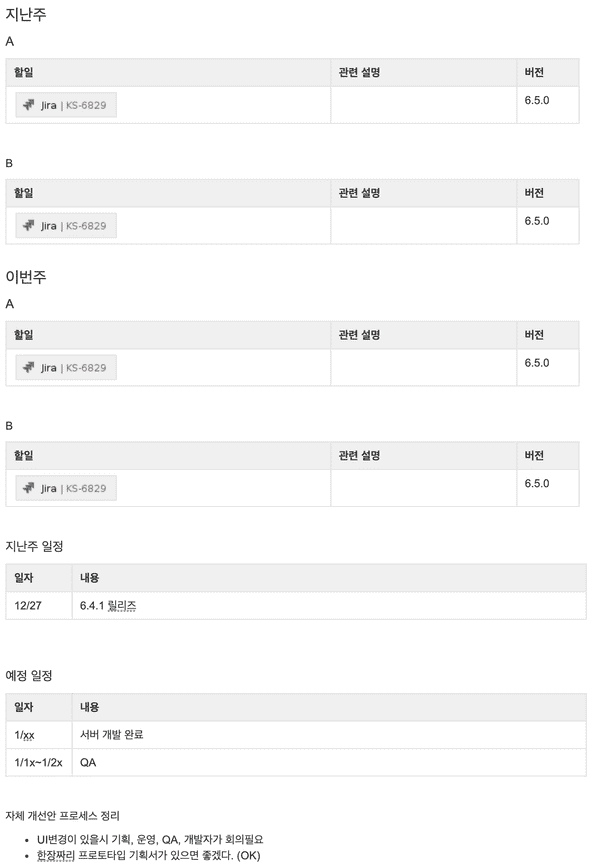 지난주
A
할일 관련 설명 버전
Jira | KS-6829 6.5.0
B
할일 관련 설명 버전
Jira | KS-6829 6.5.0
이번주
A
할일 관련 설명 버전
Jira | KS-6829 6.5.0
B
할일 관련 설명 버전
Jira | KS-6829 6.5.0
지난주 일정
일자 내용
12/27 6.4.1 릴리즈
예정 일정
일자 내용
1/xx 서버 개발 완료
1/1x~1/2x QA
자체 개선안 프로세스 정리
• UI변경이 있을시 기획, 운영, QA, 개발자가 회의필요
• 한장짜리 프로토타입 기획서가 있으면 좋겠다. (OK)